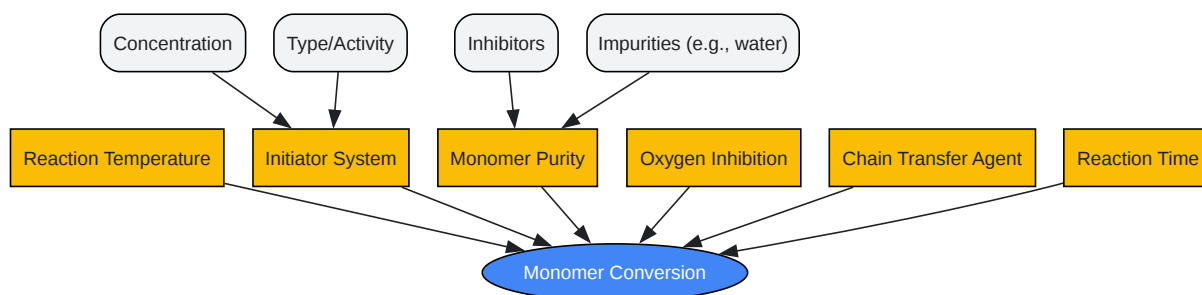 Concentration
Type/Activity
Inhibitors
Impurities (e.g., water)
Reaction Temperature
Initiator System
Monomer Purity
Oxygen Inhibition
Chain Transfer Agent
Reaction Time
Monomer Conversion